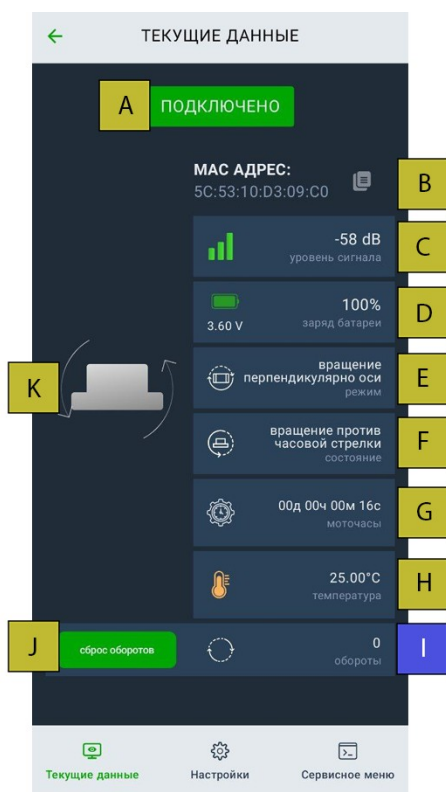 ТЕКУЩИЕ ДАННЫЕ
A
ПОДКЛЮЧЕНО
MAC АДРЕС:
5C:53:10:D3:09:C0
B
-58 dB
уровень сигнала
C
100%
3.60 V
заряд батареи
D
вращение
перпендикулярно оси
режим
E
K
вращение против
часовой стрелки
состояние
F
00д 00ч 00м 16с
моточасы
G
25.00°C
температура
H
J
сброс оборотов
0
обороты
I
Текущие данные
Настройки
Сервисное меню